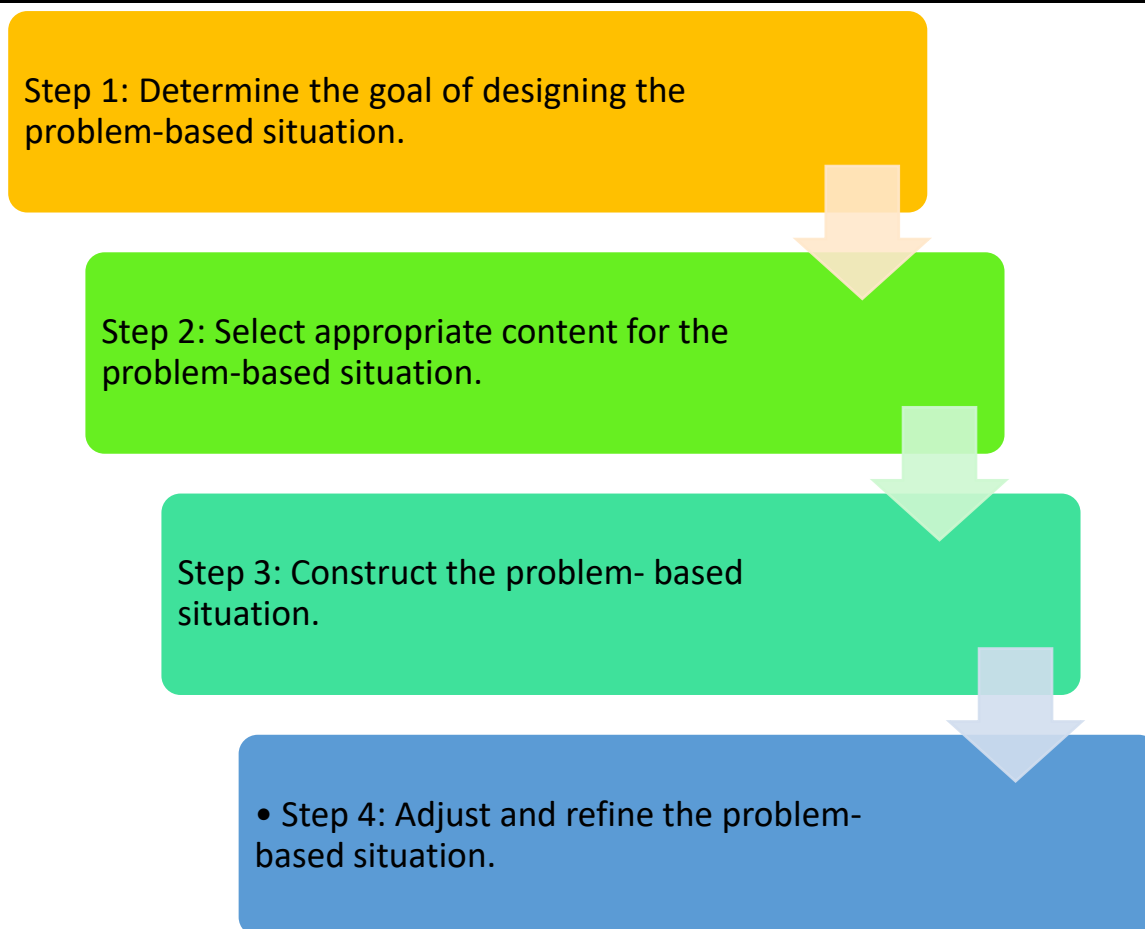 Step 1: Determine the goal of designing the
problem-based situation.
Step 2: Select appropriate content for the
problem-based situation.
Step 3: Construct the problem- based
situation.
• Step 4: Adjust and refine the problem-
based situation.